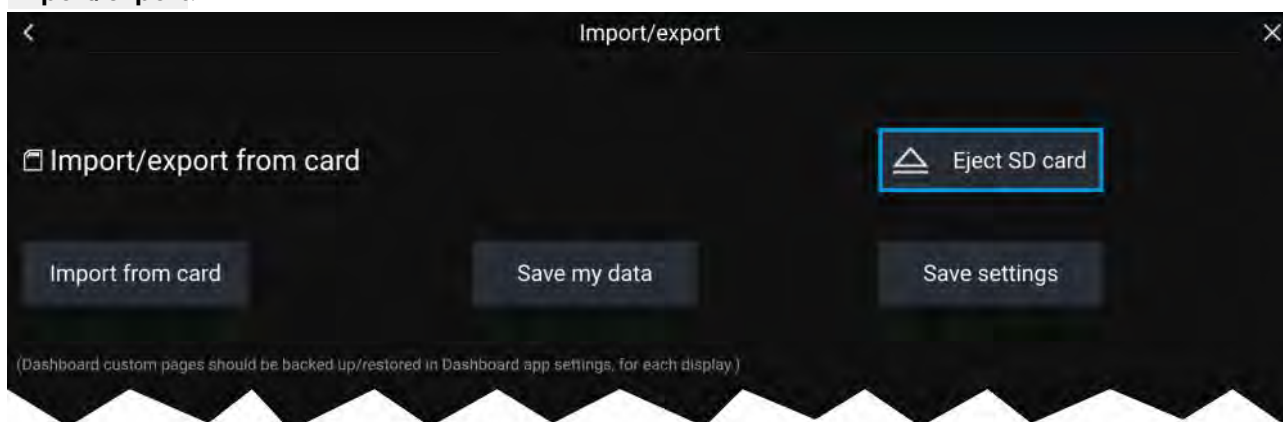 Import/export
Import/export from card
Eject SD card
Import from card
Save my data
Save settings
(Dashboard custom pages should be backed up/restored in Dashboard app settings, for each display.)